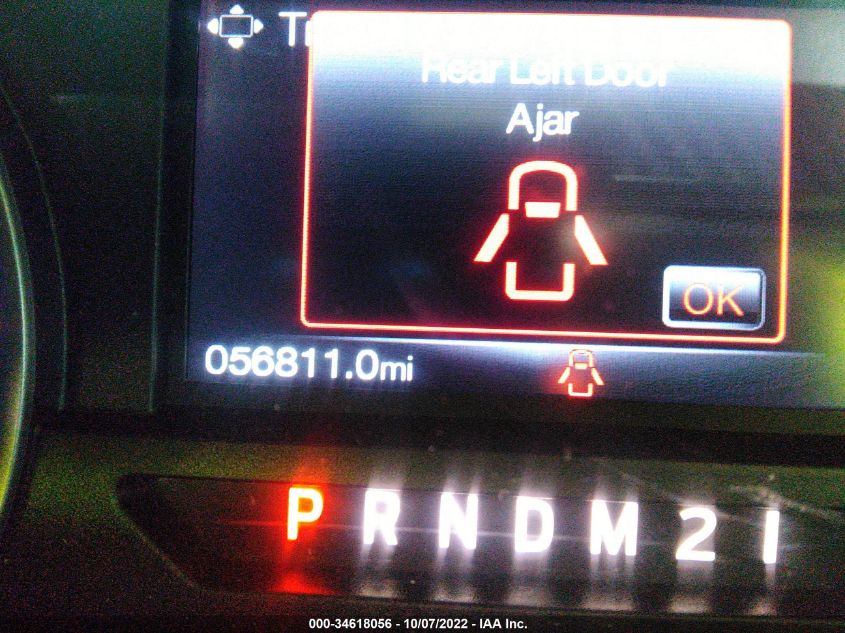 Rear Left Door
Ajar
OK
056811.0mi
P R N D M 2 1
000-34618056 - 10/07/2022 - IAA Inc.